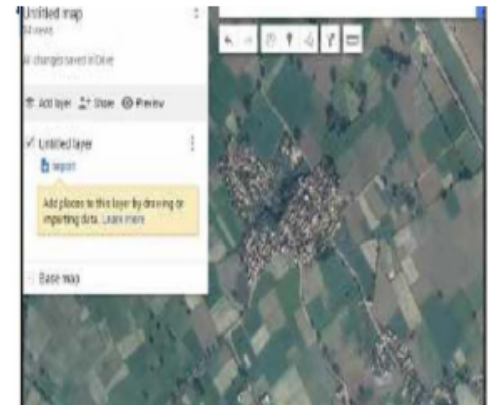 Untitled map
All changes saved in Drive
Add layer Share Preview
Untitled layer
Import
Add places to this layer by drawing or
importing data. Learn more
Base map